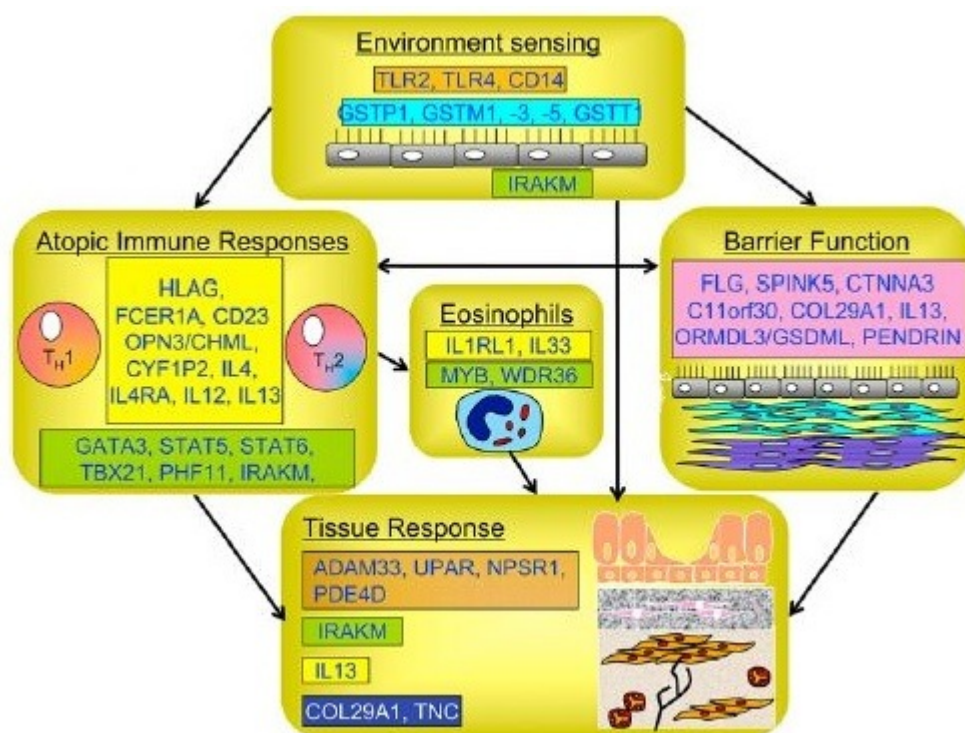 Environment sensing
TLR2, TLR4, CD14
GSTP1, GSTM1, -3, -5, GSTT1
IRAKM
Atopic Immune Responses
HLAG,
FCER1A, CD23
OPN3/CHML,
CYF1P2, IL4,
IL4RA, IL12, IL13
TH1
TH2
GATA3, STAT5, STAT6,
TBX21, PHF11, IRAKM,
Eosinophils
IL1RL1, IL33
MYB, WDR36
Barrier Function
FLG, SPINK5, CTNNA3
C11orf30, COL29A1, IL13,
ORMDL3/GSDML, PENDRIN
Tissue Response
ADAM33, UPAR, NPSR1,
PDE4D
IRAKM
IL13
COL29A1, TNC